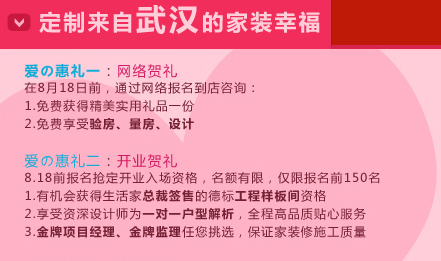 定制来自武汉的家装幸福
爱の惠礼一：网络贺礼
在8月18日前，通过网络报名到店咨询：
1.免费获得精美实用礼品一份
2.免费享受验房、量房、设计
爱の惠礼二：开业贺礼
8.18前报名抢定开业入场资格，名额有限，仅限报名前150名
1.有机会获得生活家总裁签售的德标工程样板间资格
2.享受资深设计师为一对一户型解析，全程高品质贴心服务
3.金牌项目经理、金牌监理任您挑选，保证家装修施工质量